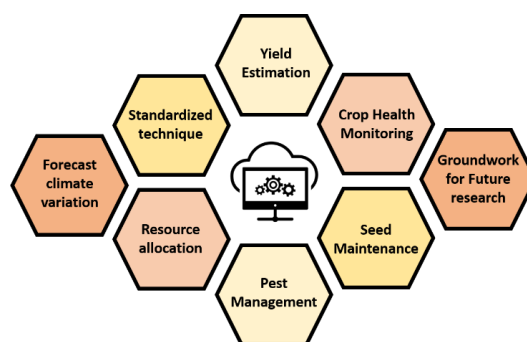 Yield
Estimation
Standardized
technique
Crop Health
Monitoring
Forecast
climate
variation
Groundwork
for Future
research
Resource
allocation
Seed
Maintenance
Pest
Management